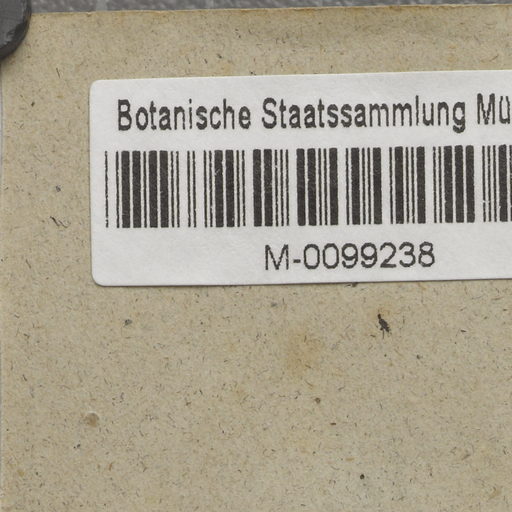 Botanische Staatssammlung Mü
M-0099238